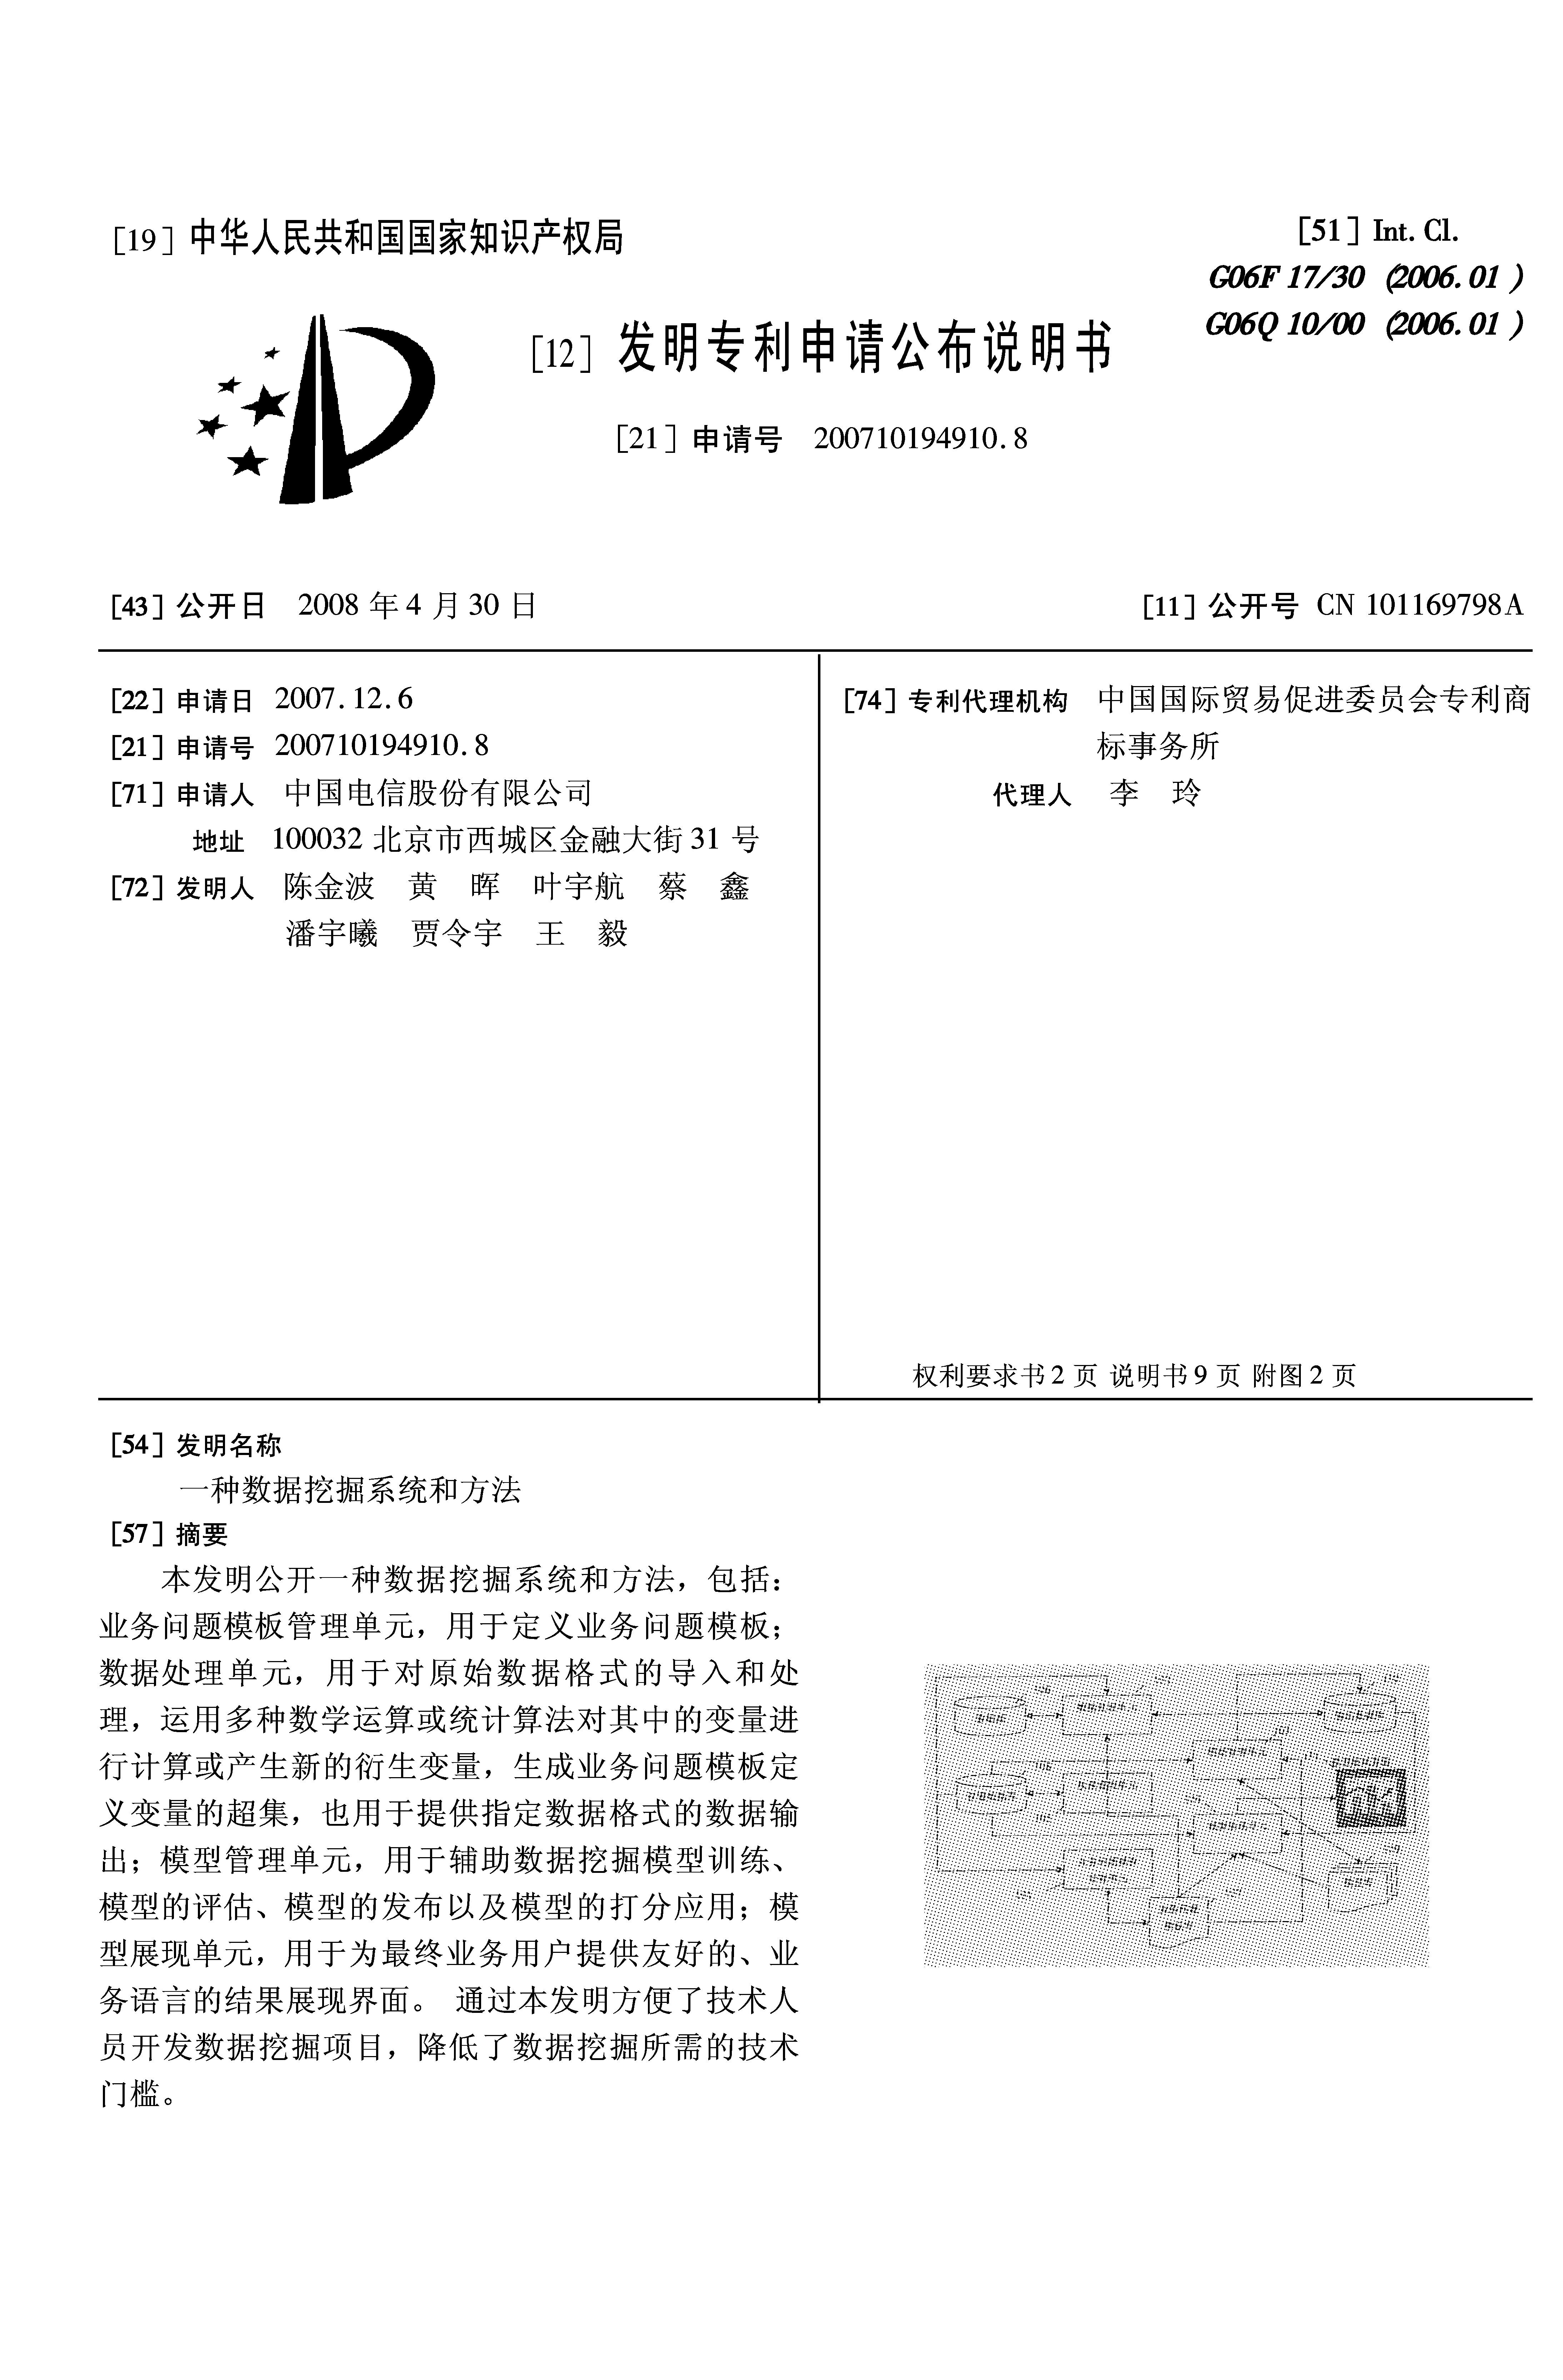 [19] 中华人民共和国国家知识产权局
[51] Int. Cl.
G06F 17/30 (2006.01)
G06Q 10/00 (2006.01)
[12] 发明专利申请公布说明书
[21] 申请号 200710194910.8
[43] 公开日 2008 年 4 月 30 日
[11] 公开号 CN 101169798A
[22] 申请日 2007.12.6
[21] 申请号 200710194910.8
[71] 申请人 中国电信股份有限公司
地址 100032 北京市西城区金融大街 31 号
[72] 发明人 陈金波 黄 晖 叶宇航 蔡 鑫
潘宇曦 贾令宇 王 毅
[74] 专利代理机构 中国国际贸易促进委员会专利商
标事务所
代理人 李 玲
权利要求书 2 页 说明书 9 页 附图 2 页
[54] 发明名称
一种数据挖掘系统和方法
[57] 摘要
本发明公开一种数据挖掘系统和方法，包括：
业务问题模板管理单元，用于定义业务问题模板；
数据处理单元，用于对原始数据格式的导入和处
理，运用多种数学运算或统计算法对其中的变量进
行计算或产生新的衍生变量，生成业务问题模板定
义变量的超集，也用于提供指定数据格式的数据输
出；模型管理单元，用于辅助数据挖掘模型训练、
模型的评估、模型的发布以及模型的打分应用；模
型展现单元，用于为最终业务用户提供友好的、业
务语言的结果展现界面。 通过本发明方便了技术人
员开发数据挖掘项目，降低了数据挖掘所需的技术
门槛。